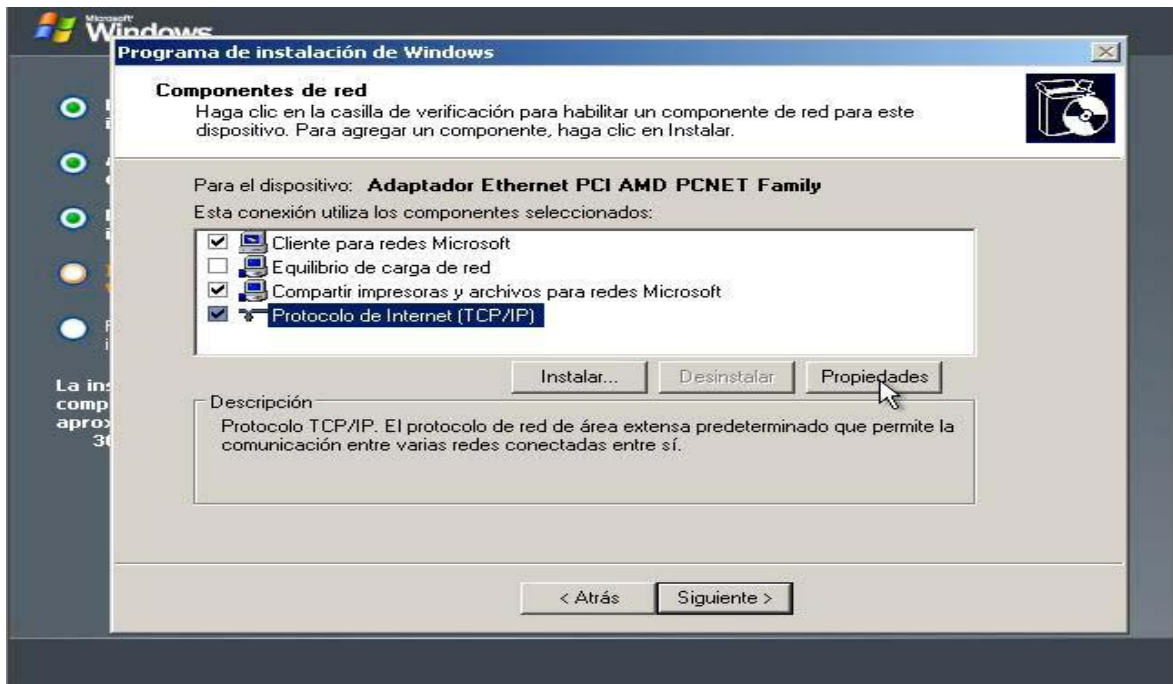 Microsoft
Windows
Programa de instalación de Windows
Componentes de red
Haga clic en la casilla de verificación para habilitar un componente de red para este
dispositivo. Para agregar un componente, haga clic en Instalar.
Para el dispositivo: Adaptador Ethernet PCI AMD PCNET Family
Esta conexión utiliza los componentes seleccionados:
Cliente para redes Microsoft
Equilibrio de carga de red
Compartir impresoras y archivos para redes Microsoft
Protocolo de Internet (TCP/IP)
Instalar... Desinstalar Propiedades
Descripción
Protocolo TCP/IP. El protocolo de red de área extensa predeterminado que permite la
comunicación entre varias redes conectadas entre sí.
< Atrás Siguiente >
La ins
comp
aprox